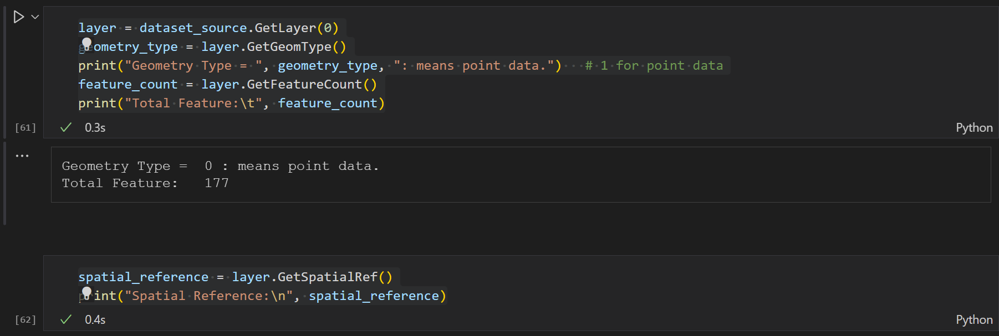 layer = dataset_source.GetLayer(0)
geometry_type = layer.GetGeomType()
print("Geometry Type = ", geometry_type, ": means point data.")   # 1 for point data
feature_count = layer.GetFeatureCount()
print("Total Feature:\t", feature_count)
[61] 0.3s Python
Geometry Type =  0 : means point data.
Total Feature:   177
spatial_reference = layer.GetSpatialRef()
print("Spatial Reference:\n", spatial_reference)
[62] 0.4s Python